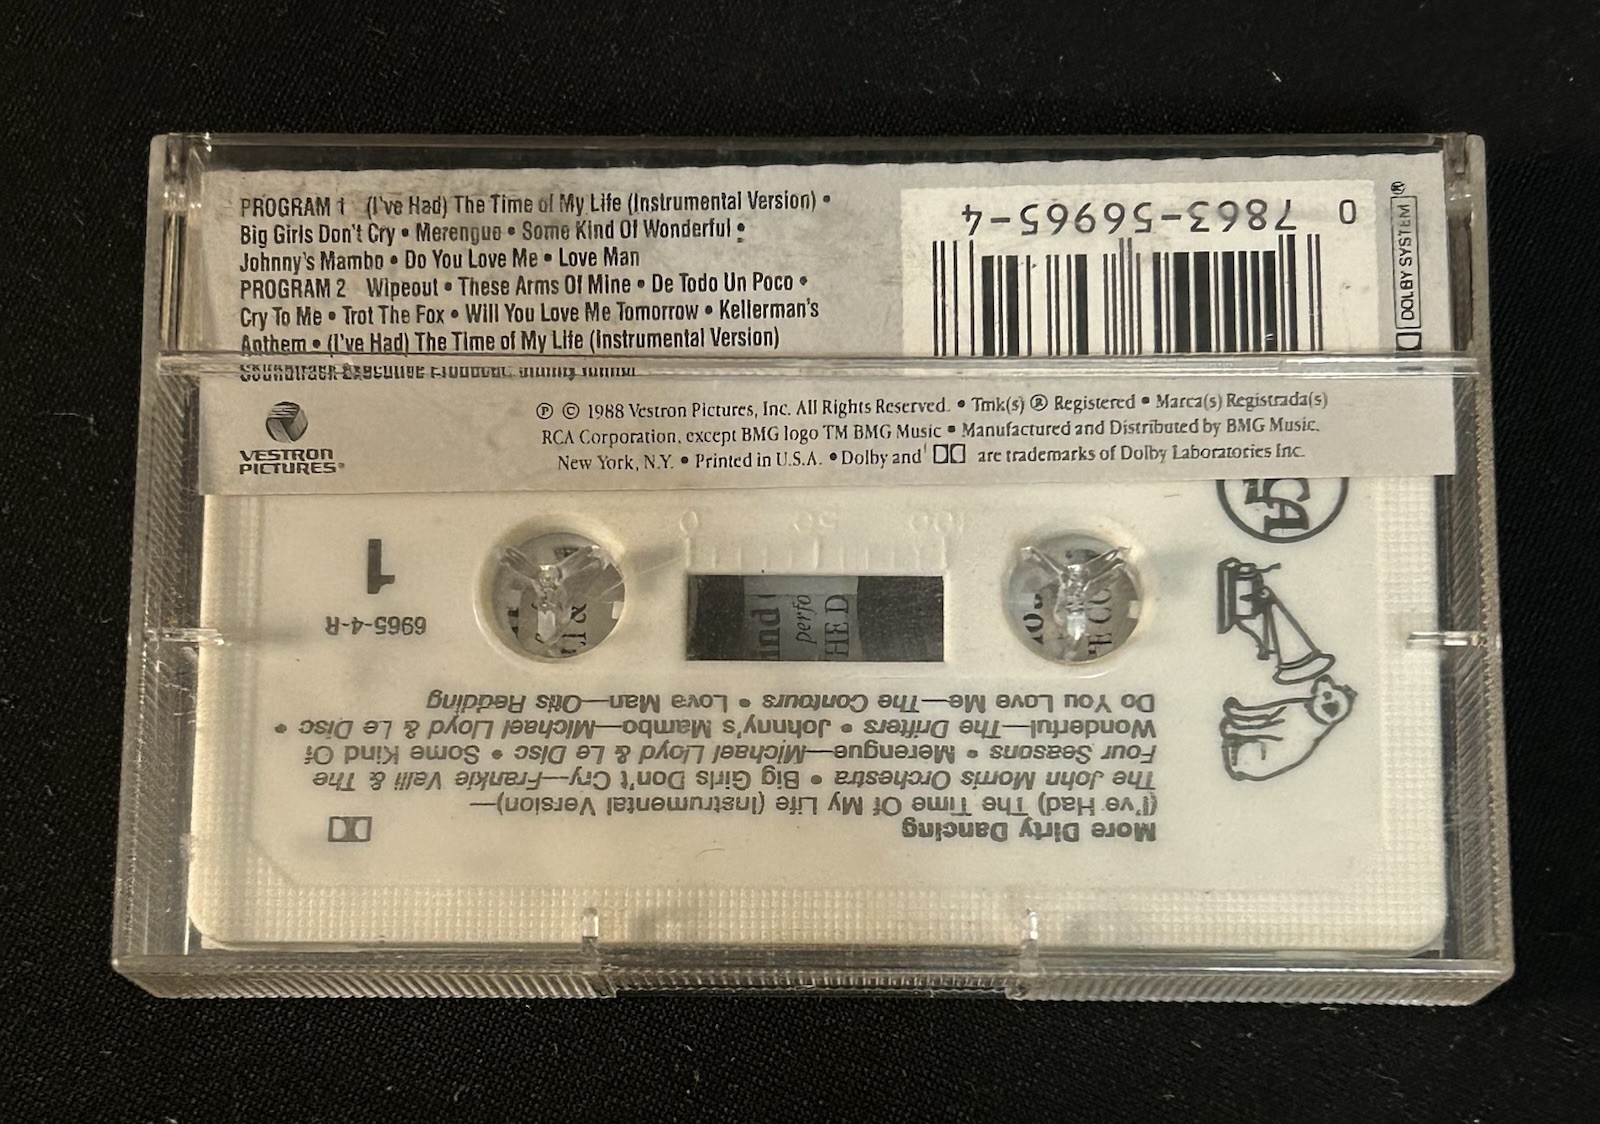 PROGRAM 1 (I've Had) The Time of My Life (Instrumental Version) •
Big Girls Don't Cry • Merengue • Some Kind Of Wonderful •
Johnny's Mambo • Do You Love Me • Love Man
PROGRAM 2 Wipeout • These Arms Of Mine • De Todo Un Poco •
Cry To Me • Trot The Fox • Will You Love Me Tomorrow • Kellerman's
Anthem • (I've Had) The Time of My Life (Instrumental Version)
Soundtrack Executive Producer:
0 7863-56965-4
DOLBY SYSTEM®
VESTRON
PICTURES®
℗ © 1988 Vestron Pictures, Inc. All Rights Reserved. • Tmk(s) ® Registered • Marca(s) Registrada(s)
RCA Corporation, except BMG logo TM BMG Music • Manufactured and Distributed by BMG Music,
New York, N.Y. • Printed in U.S.A. • Dolby and are trademarks of Dolby Laboratories Inc.
100 50 0
1
6965-4-R
perfo
More Dirty Dancing
(I've Had) The Time Of My Life (Instrumental Version)—
The John Morris Orchestra • Big Girls Don't Cry—Frankie Valli & The
Four Seasons • Merengue—Michael Lloyd & Le Disc • Some Kind Of
Wonderful—The Drifters • Johnny's Mambo—Michael Lloyd & Le Disc •
Do You Love Me—The Contours • Love Man—Otis Redding